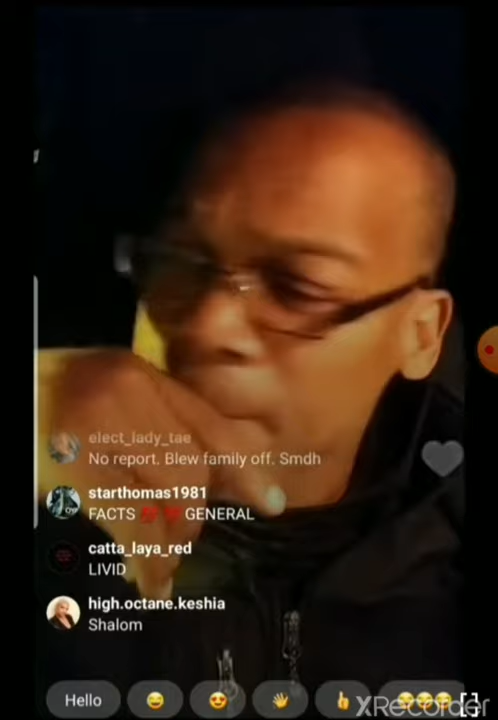 elect_lady_tae
No report. Blew family off. Smdh
starthomas1981
FACTS 💯 💯 GENERAL
catta_laya_red
LIVID
high.octane.keshia
Shalom
Hello
XRecorder